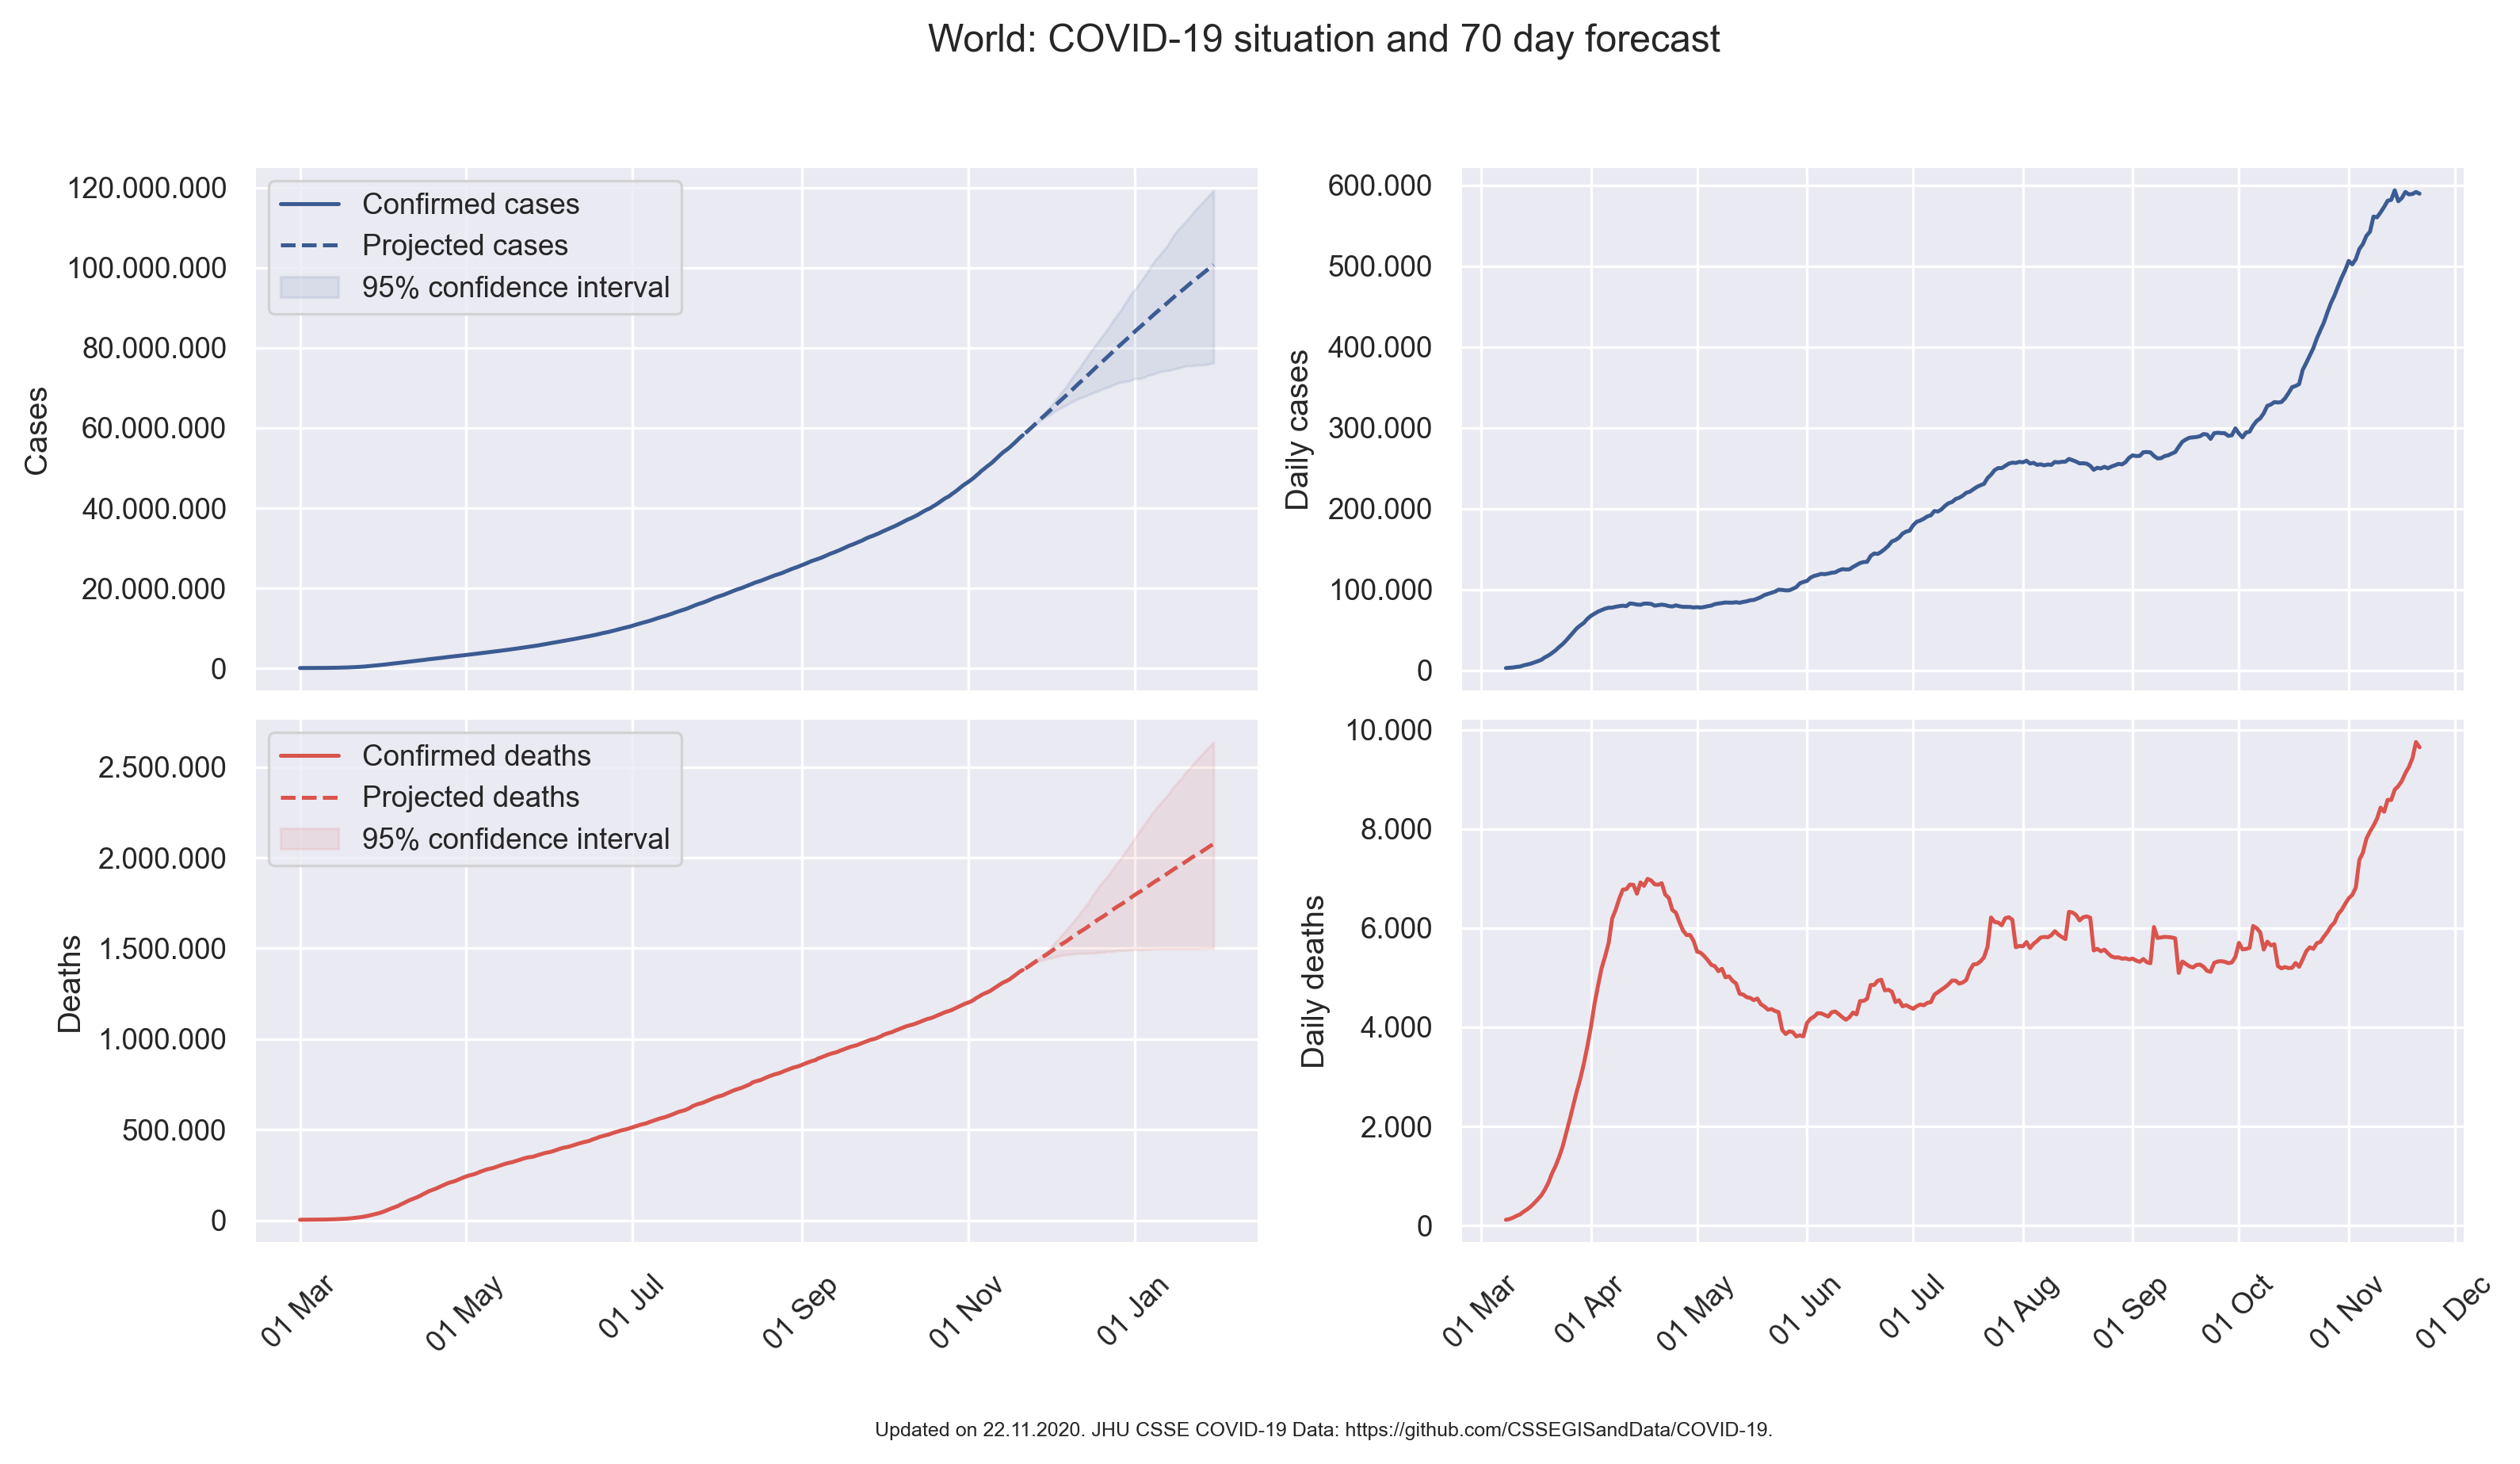 World: COVID-19 situation and 70 day forecast
120.000.000
100.000.000
80.000.000
60.000.000
40.000.000
20.000.000
0
Cases
Confirmed cases
Projected cases
95% confidence interval
600.000
500.000
400.000
300.000
200.000
100.000
0
Daily cases
2.500.000
2.000.000
1.500.000
1.000.000
500.000
0
Deaths
Confirmed deaths
Projected deaths
95% confidence interval
01 Mar
01 May
01 Jul
01 Sep
01 Nov
01 Jan
10.000
8.000
6.000
4.000
2.000
0
Daily deaths
01 Mar
01 Apr
01 May
01 Jun
01 Jul
01 Aug
01 Sep
01 Oct
01 Nov
01 Dec
Updated on 22.11.2020. JHU CSSE COVID-19 Data: https://github.com/CSSEGISandData/COVID-19.